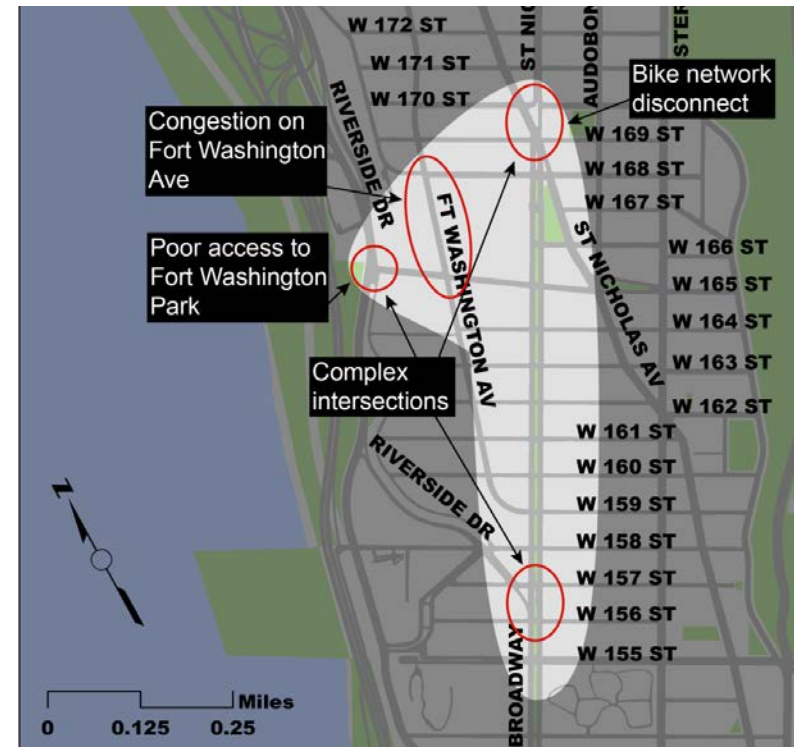 W 172 ST
ST NIC
AUDOBON
STER
W 171 ST
W 170 ST
Bike network
disconnect
RIVERSIDE DR
Congestion on
Fort Washington
Ave
W 169 ST
W 168 ST
W 167 ST
FT WASHINGTON AV
ST NICHOLAS AV
W 166 ST
Poor access to
Fort Washington
Park
W 165 ST
W 164 ST
W 163 ST
Complex
intersections
W 162 ST
W 161 ST
RIVERSIDE DR
W 160 ST
W 159 ST
Z
W 158 ST
W 157 ST
W 156 ST
BROADWAY
W 155 ST
Miles
0 0.125 0.25